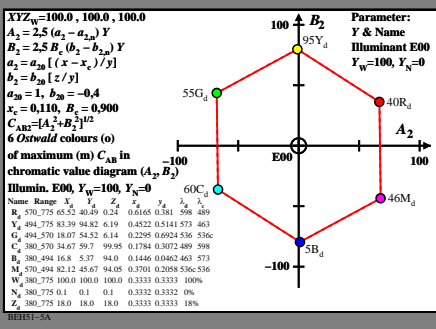 XYZ_W=100.0 , 100.0 , 100.0
A_2 = 2,5 (a_2 – a_2,n) Y
B_2 = 2,5 B_c (b_2 – b_2,n) Y
a_2 = a_20 [ ( x – x_c ) / y ]
b_2 = b_20 [ z / y ]
a_20 = 1, b_20 = –0,4
x_c = 0,110, B_c = 0,900
C_AB2=[A_2^2+B_2^2]^1/2
6 Ostwald colours (o)
of maximum (m) C_AB in
chromatic value diagram (A_2, B_2)
Illumin. E00, Y_W=100, Y_N=0
Name Range X_d Y_d Z_d x_d y_d λ_d λ_c
R_d 570_775 65.52 40.49 0.24 0.6165 0.381 598 489
Y_d 494_775 83.39 94.82 6.19 0.4522 0.5141 573 463
G_d 494_570 18.07 54.52 6.14 0.2295 0.6924 536 536c
C_d 380_570 34.67 59.7 99.95 0.1784 0.3072 489 598
B_d 380_494 16.8 5.37 94.0 0.1446 0.0462 463 573
M_d 570_494 82.12 45.67 94.05 0.3701 0.2058 536c 536
W_d 380_775 100.0 100.0 100.0 0.3333 0.3333 100%
N_d 380_775 0.1 0.1 0.1 0.3333 0.3332 0%
Z_d 380_775 18.0 18.0 18.0 0.3333 0.3333 18%
BEH51–5A
100
B_2
95Y_d
55G_d
40R_d
A_2
–100
E00
100
60C_d
46M_d
5B_d
–100
Parameter:
Y & Name
Illuminant E00
Y_W=100, Y_N=0